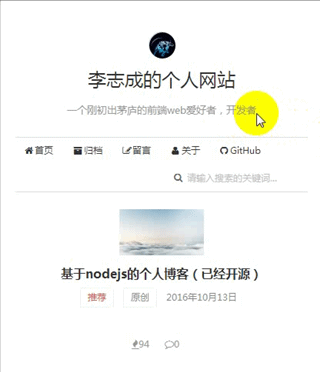 李志成的个人网站
一个刚初出茅庐的前端web爱好者，开发者
首页 归档 留言 关于 GitHub
请输入搜索的关键词...
基于nodejs的个人博客（已经开源）
推荐 原创 2016年10月13日
94 0